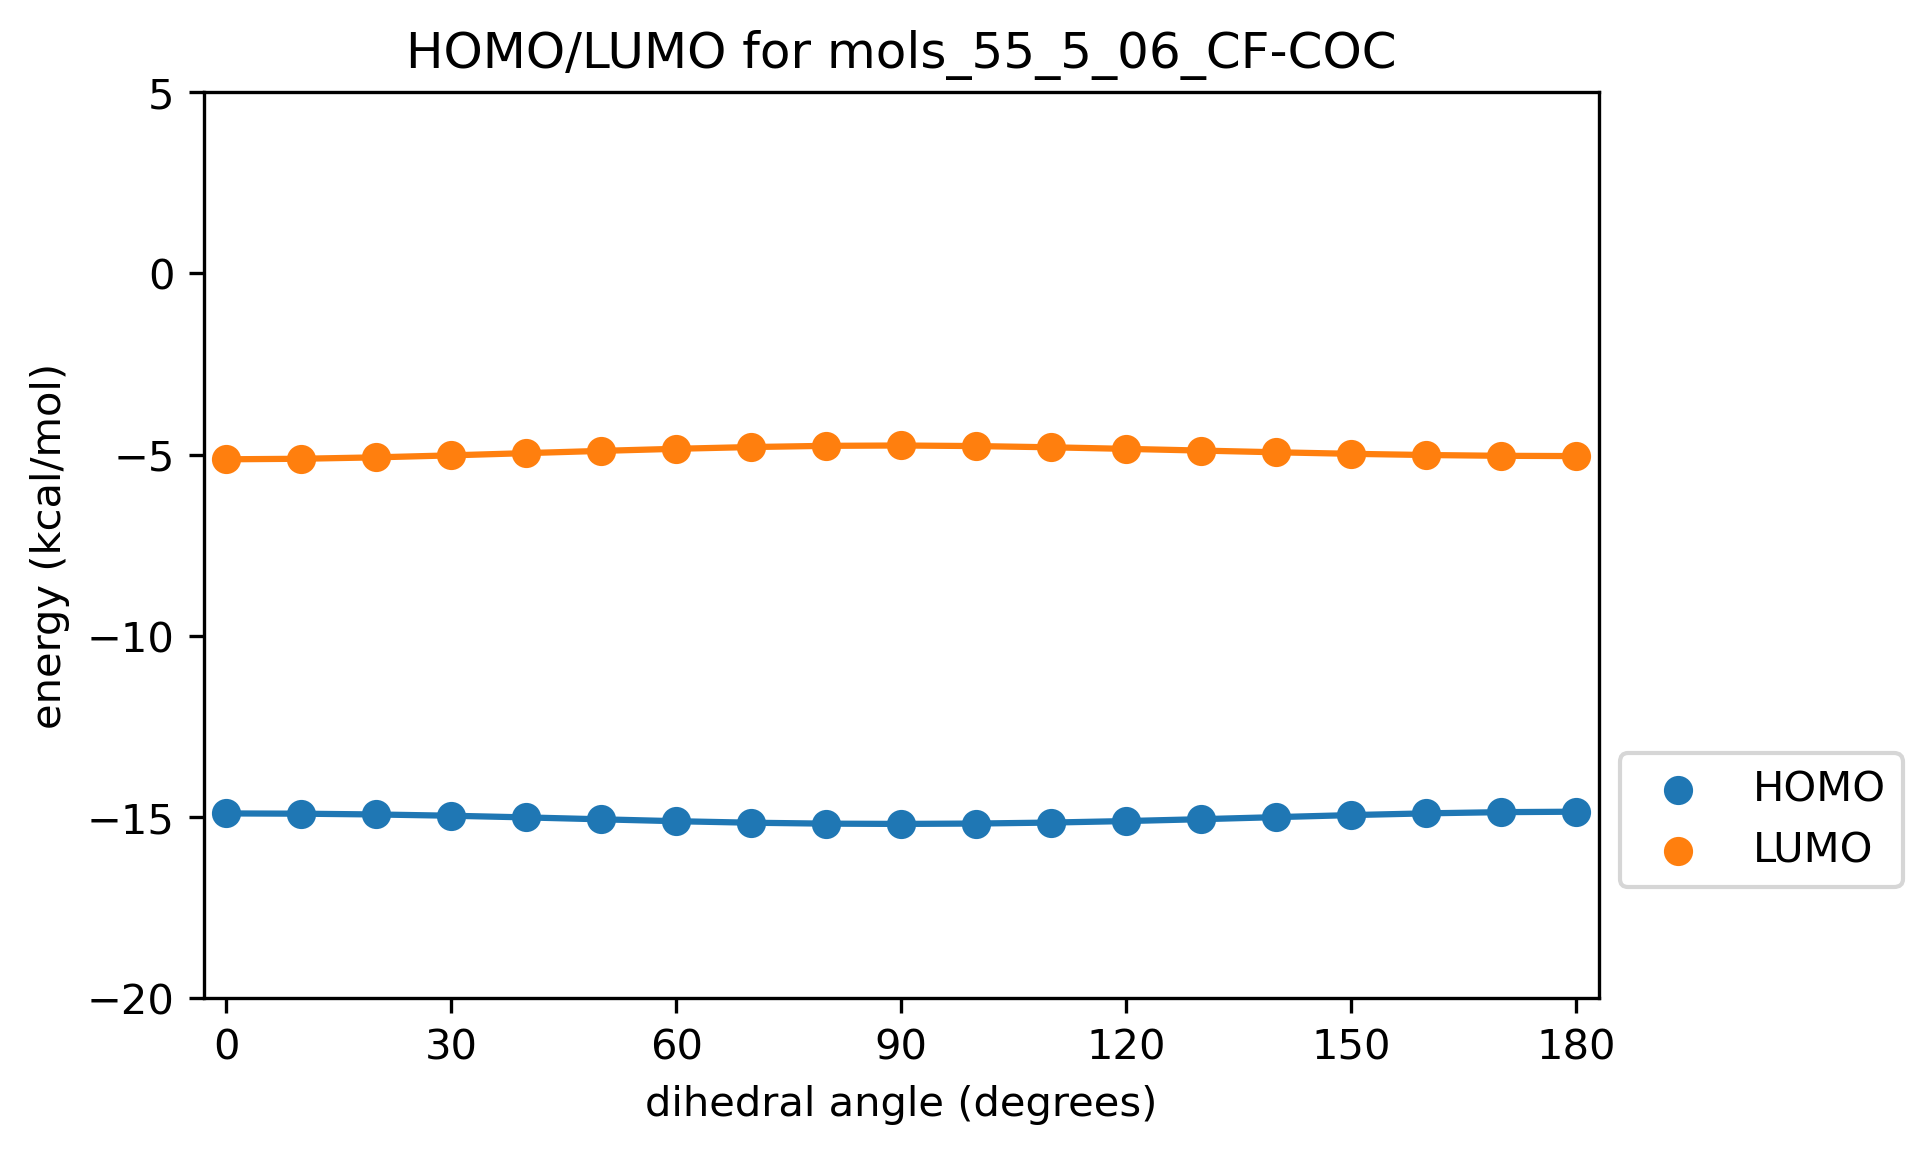 HOMO/LUMO for mols_55_5_06_CF-COC
5
0
−5
−10
−15
−20
energy (kcal/mol)
0 30 60 90 120 150 180
dihedral angle (degrees)
HOMO
LUMO